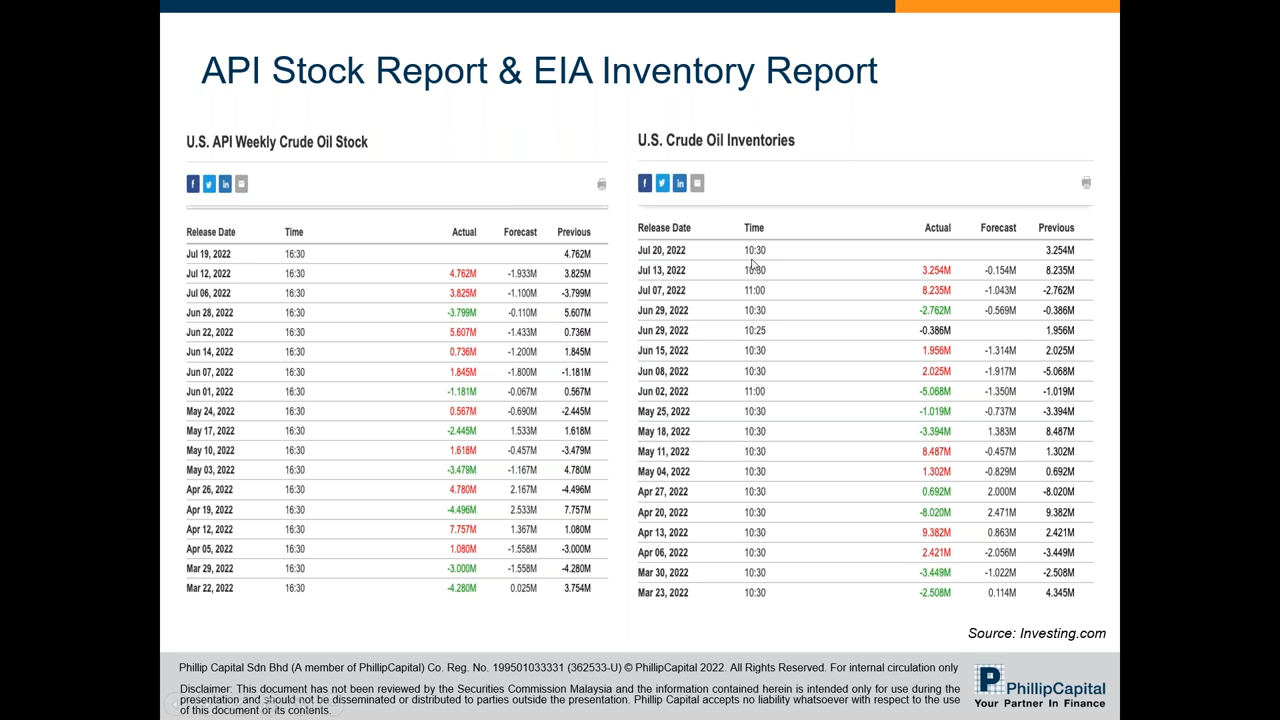 API Stock Report & EIA Inventory Report
U.S. API Weekly Crude Oil Stock
Release Date Time Actual Forecast Previous
Jul 19, 2022 16:30 4.762M
Jul 12, 2022 16:30 4.762M -1.933M 3.825M
Jul 06, 2022 16:30 3.825M -1.100M -3.799M
Jun 28, 2022 16:30 -3.799M -0.110M 5.607M
Jun 22, 2022 16:30 5.607M -1.433M 0.736M
Jun 14, 2022 16:30 0.736M -1.200M 1.845M
Jun 07, 2022 16:30 1.845M -1.800M -1.181M
Jun 01, 2022 16:30 -1.181M -0.067M 0.567M
May 24, 2022 16:30 0.567M -0.690M -2.445M
May 17, 2022 16:30 -2.445M 1.533M 1.618M
May 10, 2022 16:30 1.618M -0.457M -3.479M
May 03, 2022 16:30 -3.479M -1.167M 4.780M
Apr 26, 2022 16:30 4.780M 2.167M -4.496M
Apr 19, 2022 16:30 -4.496M 2.533M 7.757M
Apr 12, 2022 16:30 7.757M 1.367M 1.080M
Apr 05, 2022 16:30 1.080M -1.558M -3.000M
Mar 29, 2022 16:30 -3.000M -1.558M -4.280M
Mar 22, 2022 16:30 -4.280M 0.025M 3.754M
U.S. Crude Oil Inventories
Release Date Time Actual Forecast Previous
Jul 20, 2022 10:30 3.254M
Jul 13, 2022 10:30 3.254M -0.154M 8.235M
Jul 07, 2022 11:00 8.235M -1.043M -2.762M
Jun 29, 2022 10:30 -2.762M -0.569M -0.386M
Jun 29, 2022 10:25 -0.386M 1.956M
Jun 15, 2022 10:30 1.956M -1.314M 2.025M
Jun 08, 2022 10:30 2.025M -1.917M -5.068M
Jun 02, 2022 11:00 -5.068M -1.350M -1.019M
May 25, 2022 10:30 -1.019M -0.737M -3.394M
May 18, 2022 10:30 -3.394M 1.383M 8.487M
May 11, 2022 10:30 8.487M -0.457M 1.302M
May 04, 2022 10:30 1.302M -0.829M 0.692M
Apr 27, 2022 10:30 0.692M 2.000M -8.020M
Apr 20, 2022 10:30 -8.020M 2.471M 9.382M
Apr 13, 2022 10:30 9.382M 0.863M 2.421M
Apr 06, 2022 10:30 2.421M -2.056M -3.449M
Mar 30, 2022 10:30 -3.449M -1.022M -2.508M
Mar 23, 2022 10:30 -2.508M 0.114M 4.345M
Source: Investing.com
Phillip Capital Sdn Bhd (A member of PhillipCapital) Co. Reg. No. 199501033331 (362533-U) © PhillipCapital 2022. All Rights Reserved. For internal circulation only
Disclaimer: This document has not been reviewed by the Securities Commission Malaysia and the information contained herein is intended only for use during the
presentation and should not be disseminated or distributed to parties outside the presentation. Phillip Capital accepts no liability whatsoever with respect to the use
of this document or its contents.
PhillipCapital
Your Partner In Finance